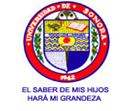 UNIVERSIDAD DE SONORA
1942
EL SABER DE MIS HIJOS
HARÁ MI GRANDEZA